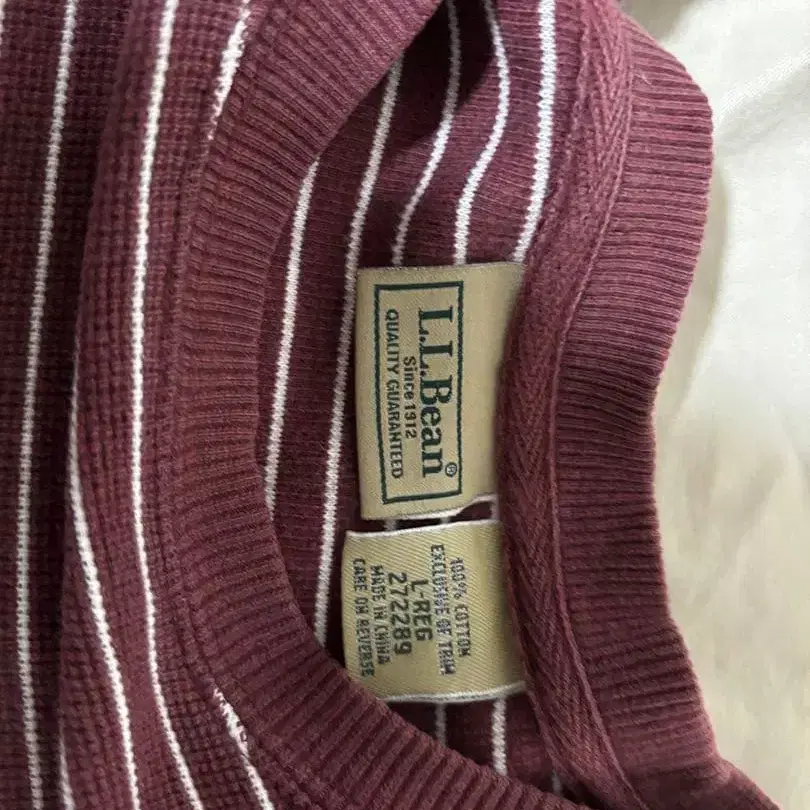 L.L.Bean®
Since 1912
QUALITY GUARANTEED
100% COTTON
EXCLUSIVE OF TRIM
L-REG
272289
MADE IN CHINA
CARE ON REVERSE